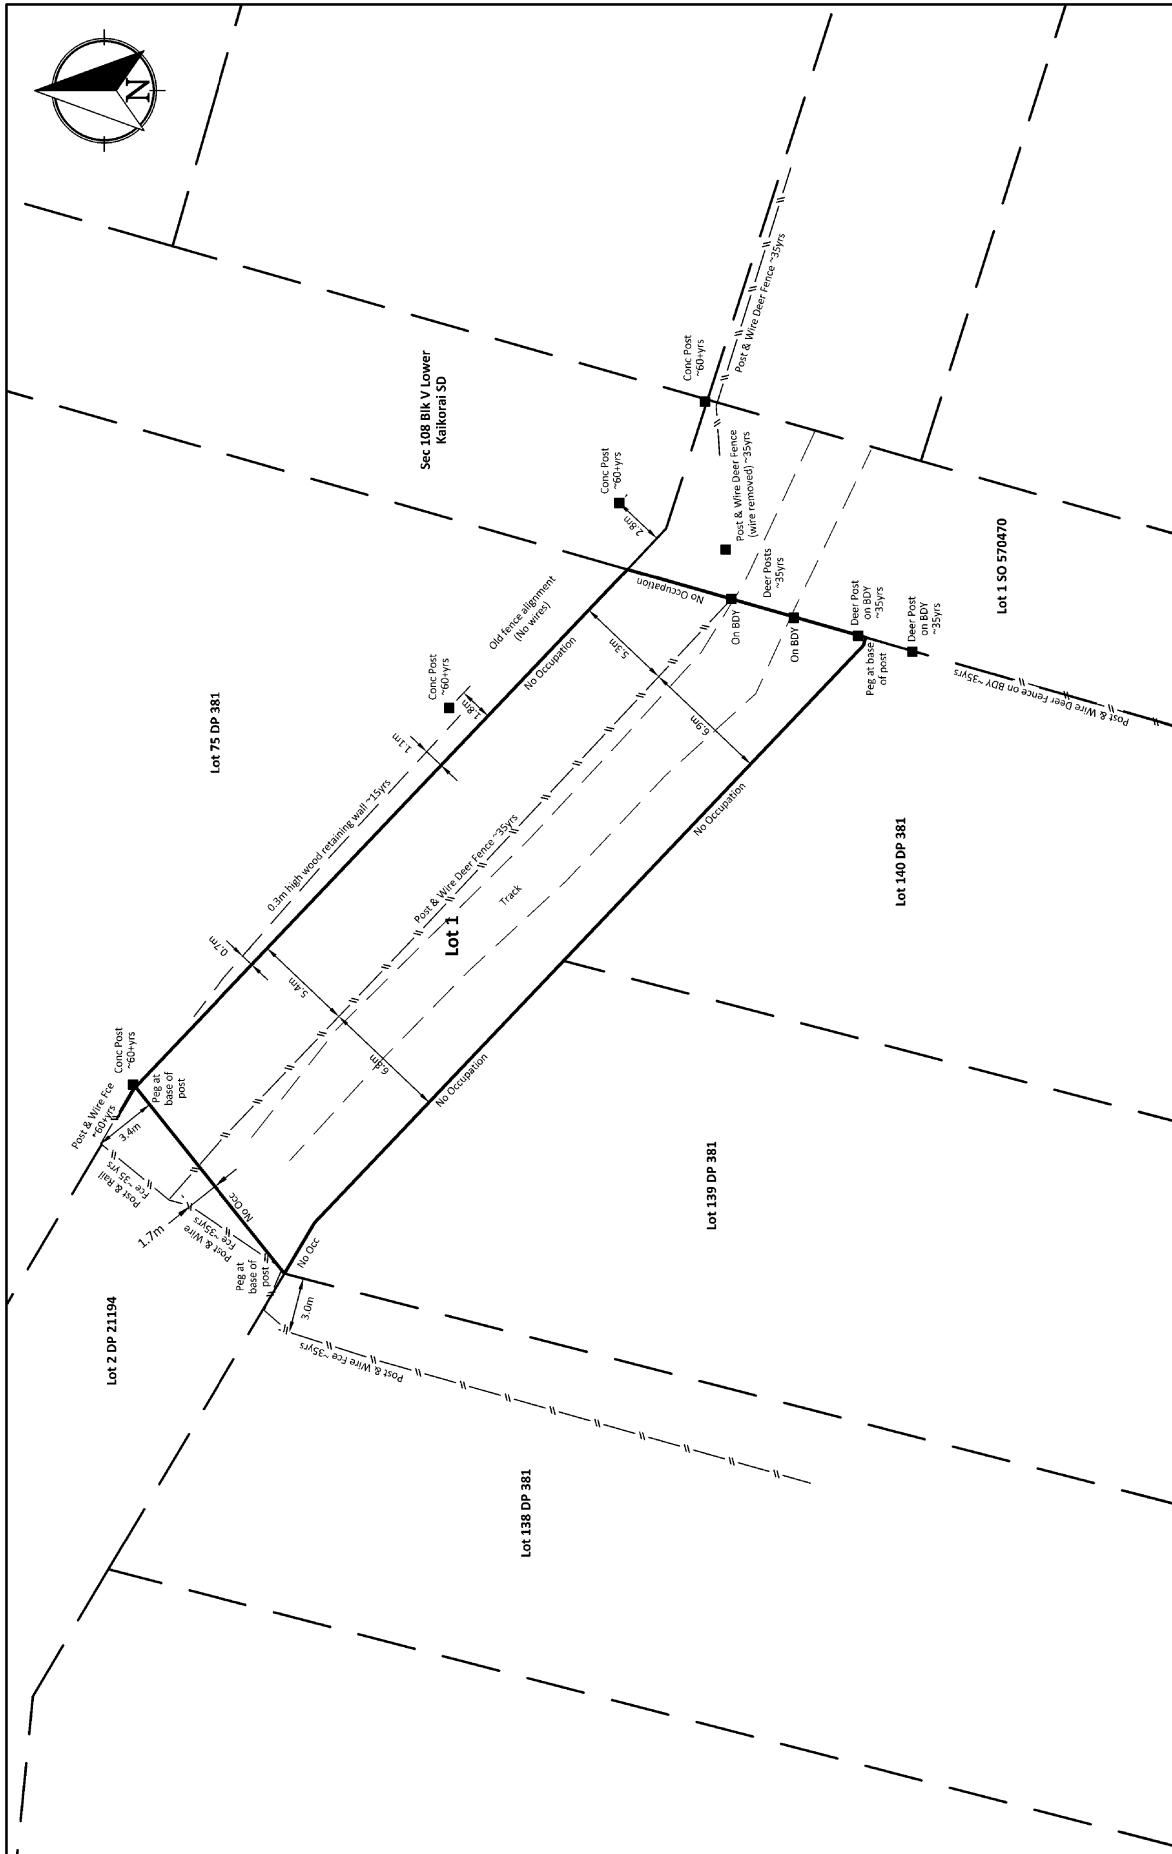 N
Sec 108 Blk V Lower
Kaikorai SD
Conc Post
~60+yrs
Post & Wire Deer Fence ~35yrs
Conc Post
~60+yrs
2.8m
Post & Wire Deer Fence
(wire removed) ~35yrs
Lot 1 SO 570470
Deer Posts
~35yrs
No Occupation
On BDY
On BDY
Deer Post
on BDY
~35yrs
Deer Post
on BDY
~35yrs
Peg at base
of post
Post & Wire Deer Fence on BDY ~35yrs
Old fence alignment
(No wires)
No Occupation
5.3m
6.9m
Lot 75 DP 381
Conc Post
~60+yrs
1.8m
1.1m
0.3m high wood retaining wall ~15yrs
No Occupation
Lot 140 DP 381
Post & Wire Deer Fence ~35yrs
Track
Lot 1
0.7m
5.4m
6.8m
No Occupation
Conc Post
~60+yrs
Peg at
base of
post
Post & Wire Fce
~60+yrs
3.4m
Post & Rail
Fce ~35 yrs
1.7m
No Occ
Post & Wire
Fce ~35yrs
Peg at
base of
post
No Occ
3.0m
Lot 139 DP 381
Lot 2 DP 21194
Post & Wire Fce ~35yrs
Lot 138 DP 381